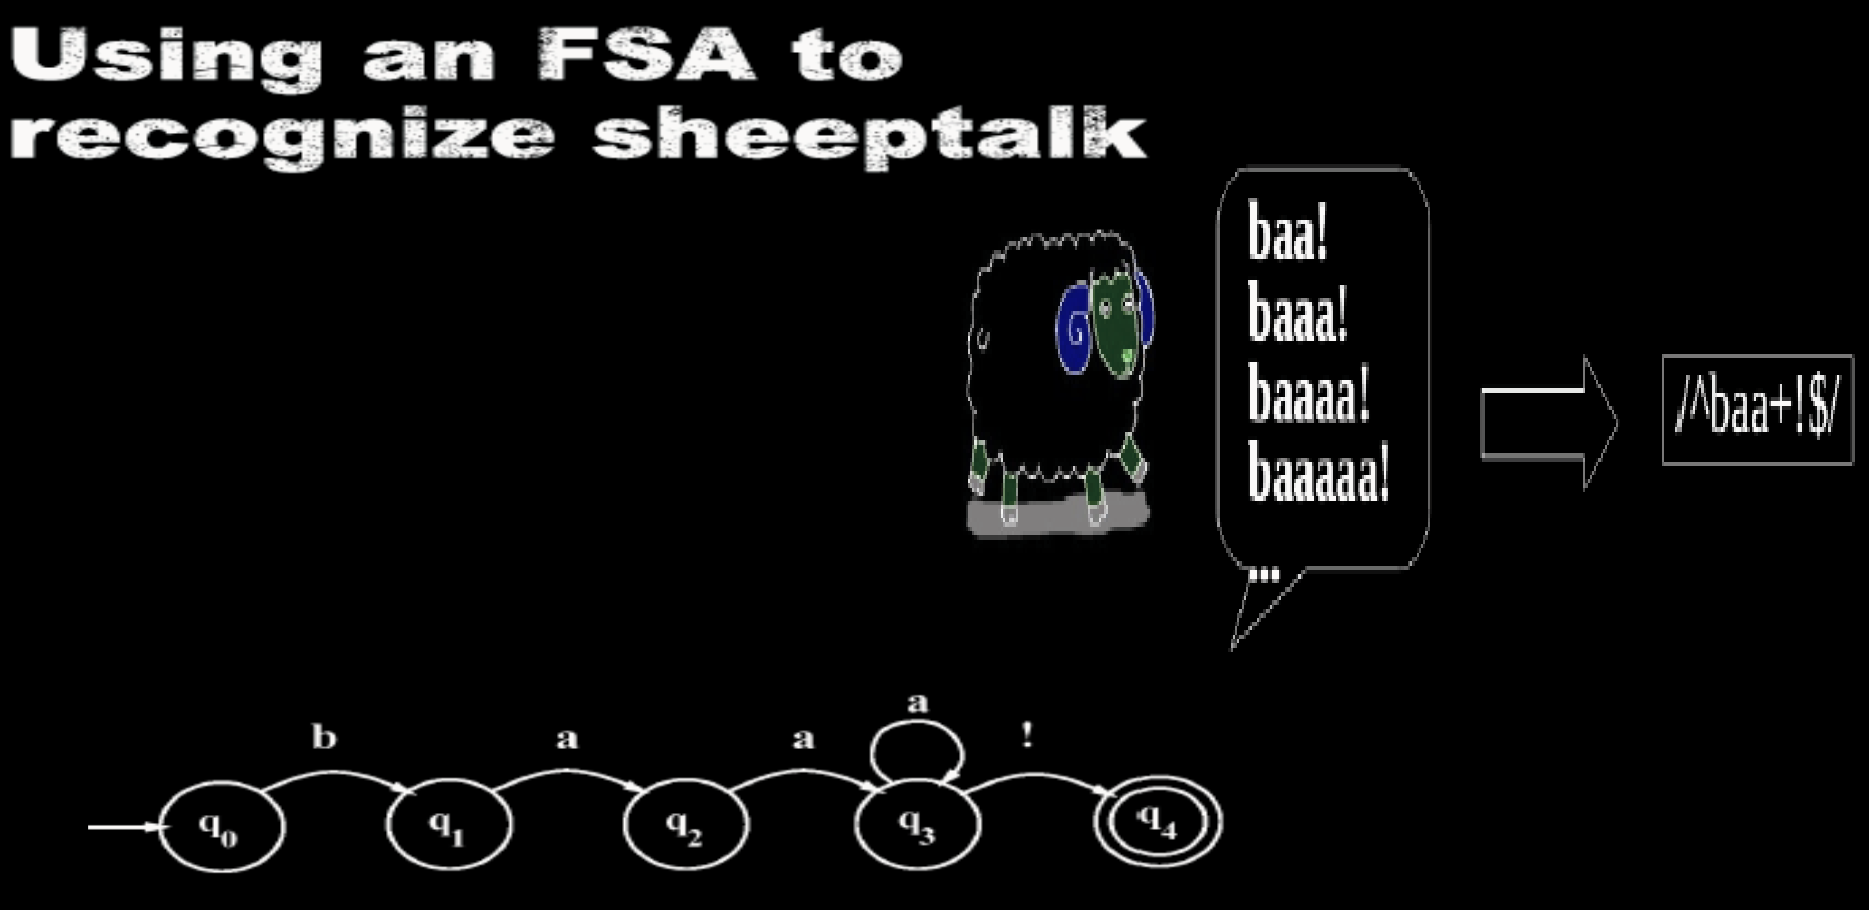 Using an FSA to
recognize sheeptalk
baa!
baaa!
baaaa!
baaaaa!
...
/^baa+!$/
b a a a !
q0 q1 q2 q3 q4